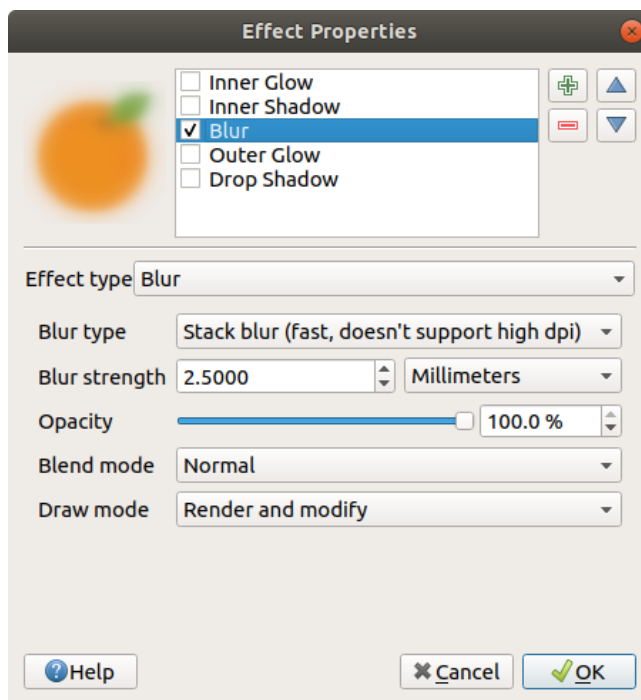 Effect Properties
Inner Glow
Inner Shadow
Blur
Outer Glow
Drop Shadow
Effect type Blur
Blur type Stack blur (fast, doesn't support high dpi)
Blur strength 2.5000 Millimeters
Opacity 100.0 %
Blend mode Normal
Draw mode Render and modify
Help Cancel OK